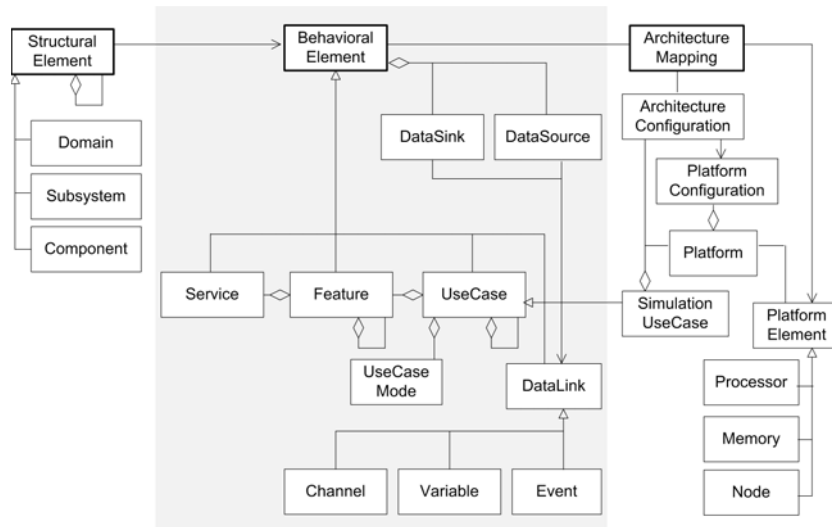 Structural
Element
Behavioral
Element
Architecture
Mapping
Architecture
Configuration
Domain
DataSink
DataSource
Platform
Configuration
Subsystem
Component
Platform
Service
Feature
UseCase
Simulation
UseCase
Platform
Element
UseCase
Mode
DataLink
Processor
Memory
Channel
Variable
Event
Node